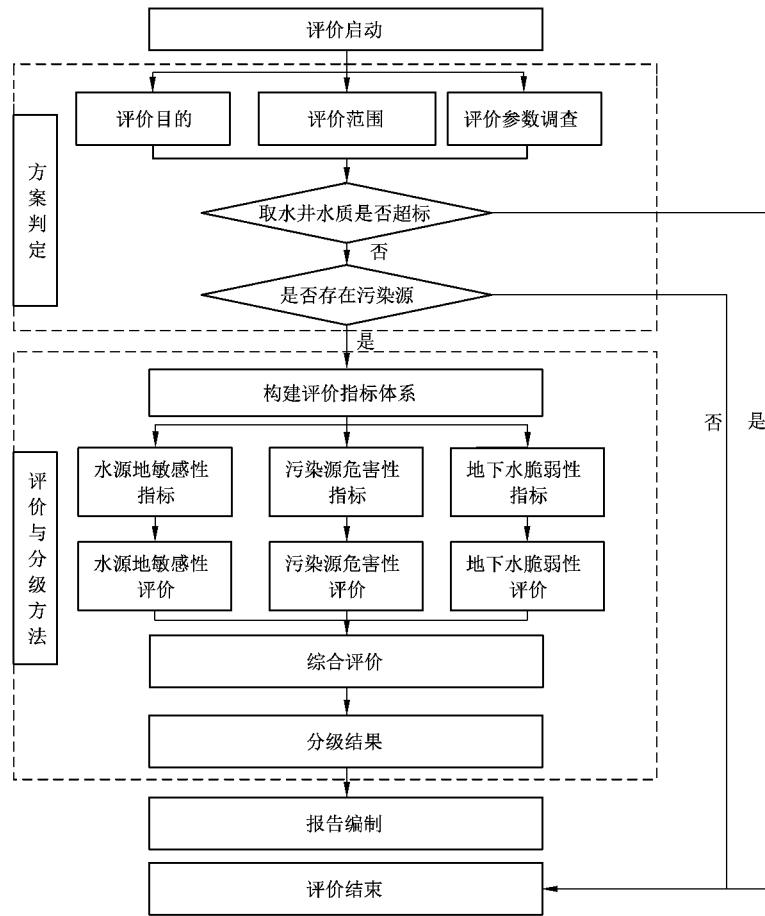 评价启动
评价目的
评价范围
评价参数调查
方案判定
取水井水质是否超标
否
是否存在污染源
是
构建评价指标体系
否
是
评价与分级方法
水源地敏感性
指标
污染源危害性
指标
地下水脆弱性
指标
水源地敏感性
评价
污染源危害性
评价
地下水脆弱性
评价
综合评价
分级结果
报告编制
评价结束